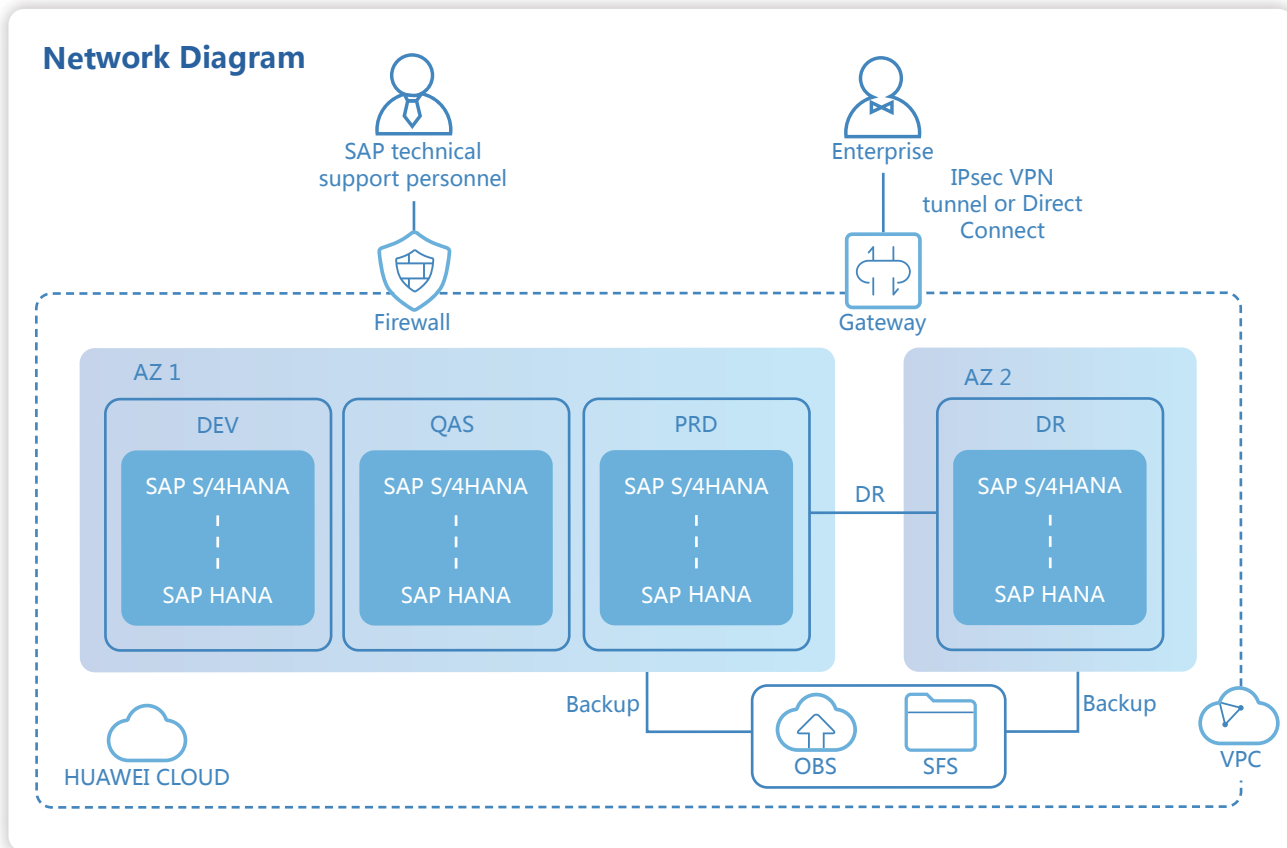 Network Diagram
SAP technical
support personnel
Enterprise
IPsec VPN
tunnel or Direct
Connect
Firewall
Gateway
AZ 1
AZ 2
DEV
QAS
PRD
DR
SAP S/4HANA
SAP S/4HANA
SAP S/4HANA
DR
SAP S/4HANA
SAP HANA
SAP HANA
SAP HANA
SAP HANA
Backup
Backup
OBS
SFS
HUAWEI CLOUD
VPC